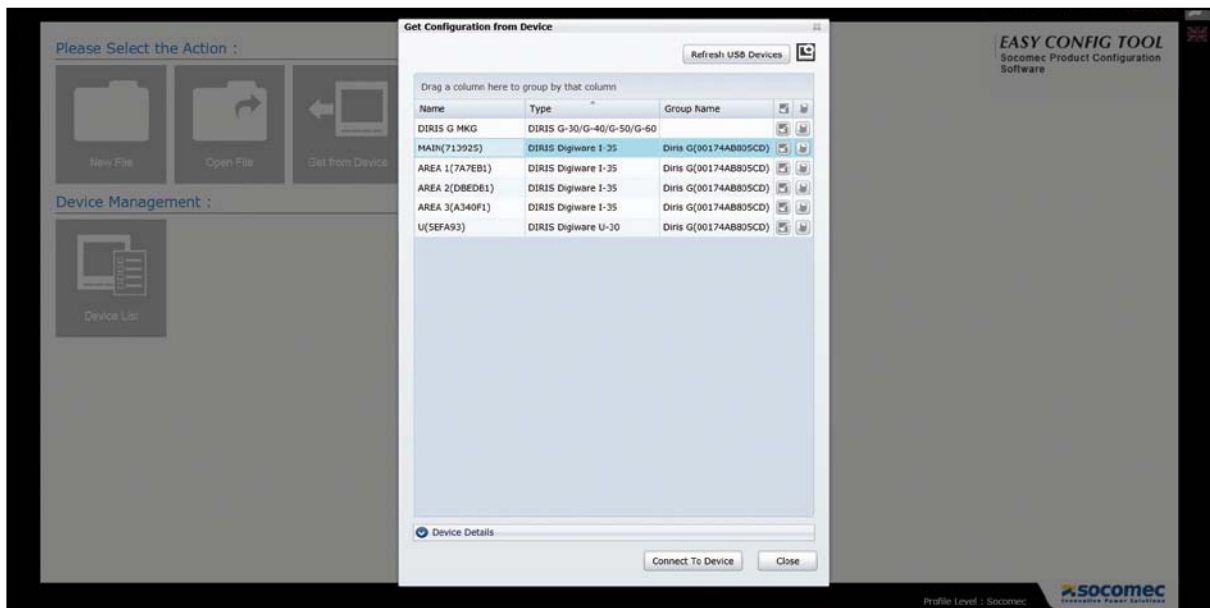 Get Configuration from Device
Please Select the Action :
New File
Open File
Get from Device
Device Management :
Device List
EASY CONFIG TOOL
Socomec Product Configuration
Software
Refresh USB Devices
Drag a column here to group by that column
Name Type Group Name
DIRIS G MKG DIRIS G-30/G-40/G-50/G-60
MAIN(713925) DIRIS Digiware I-35 Diris G(00174AB805CD)
AREA 1(7A7EB1) DIRIS Digiware I-35 Diris G(00174AB805CD)
AREA 2(DBEDE1) DIRIS Digiware I-35 Diris G(00174AB805CD)
AREA 3(A340F1) DIRIS Digiware I-35 Diris G(00174AB805CD)
U(5EFA93) DIRIS Digiware U-30 Diris G(00174AB805CD)
Device Details
Connect To Device Close
Profile Level : Socomec
socomec
Innovative Power Solutions